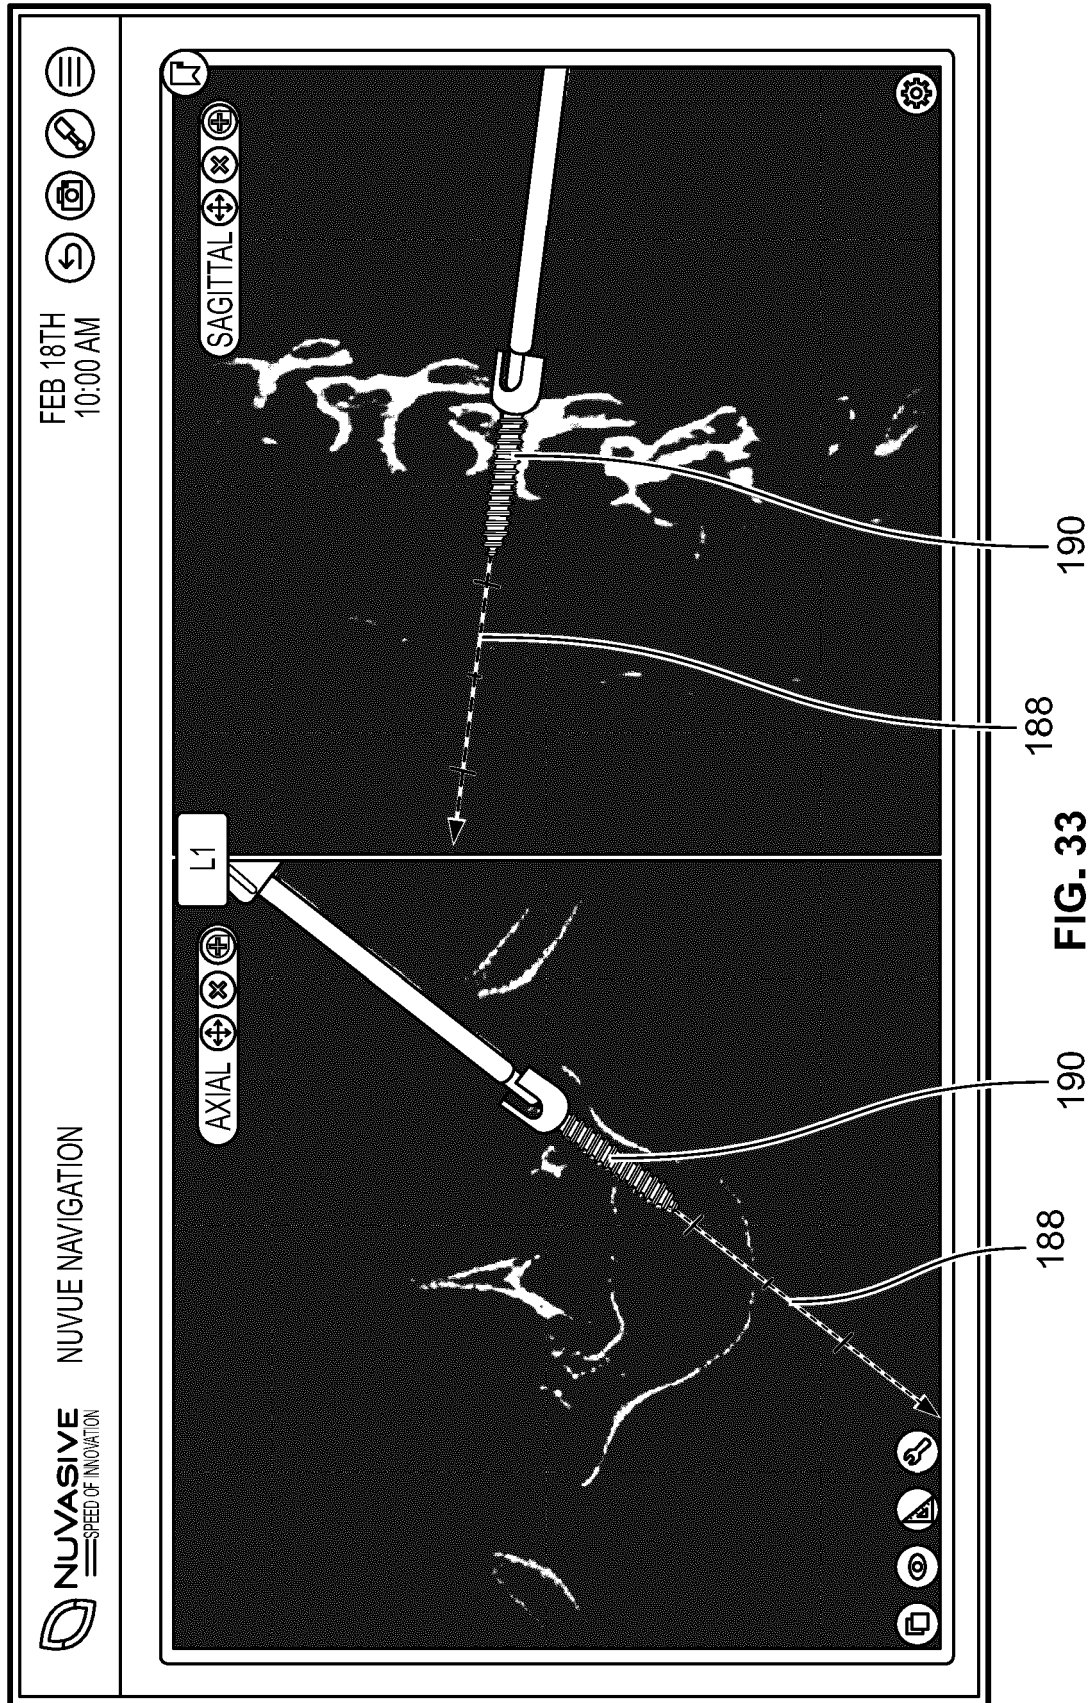 NUVASIVE
SPEED OF INNOVATION
NUVUE NAVIGATION
FEB 18TH
10:00 AM
AXIAL
L1
SAGITTAL
188
190
188
190
FIG. 33